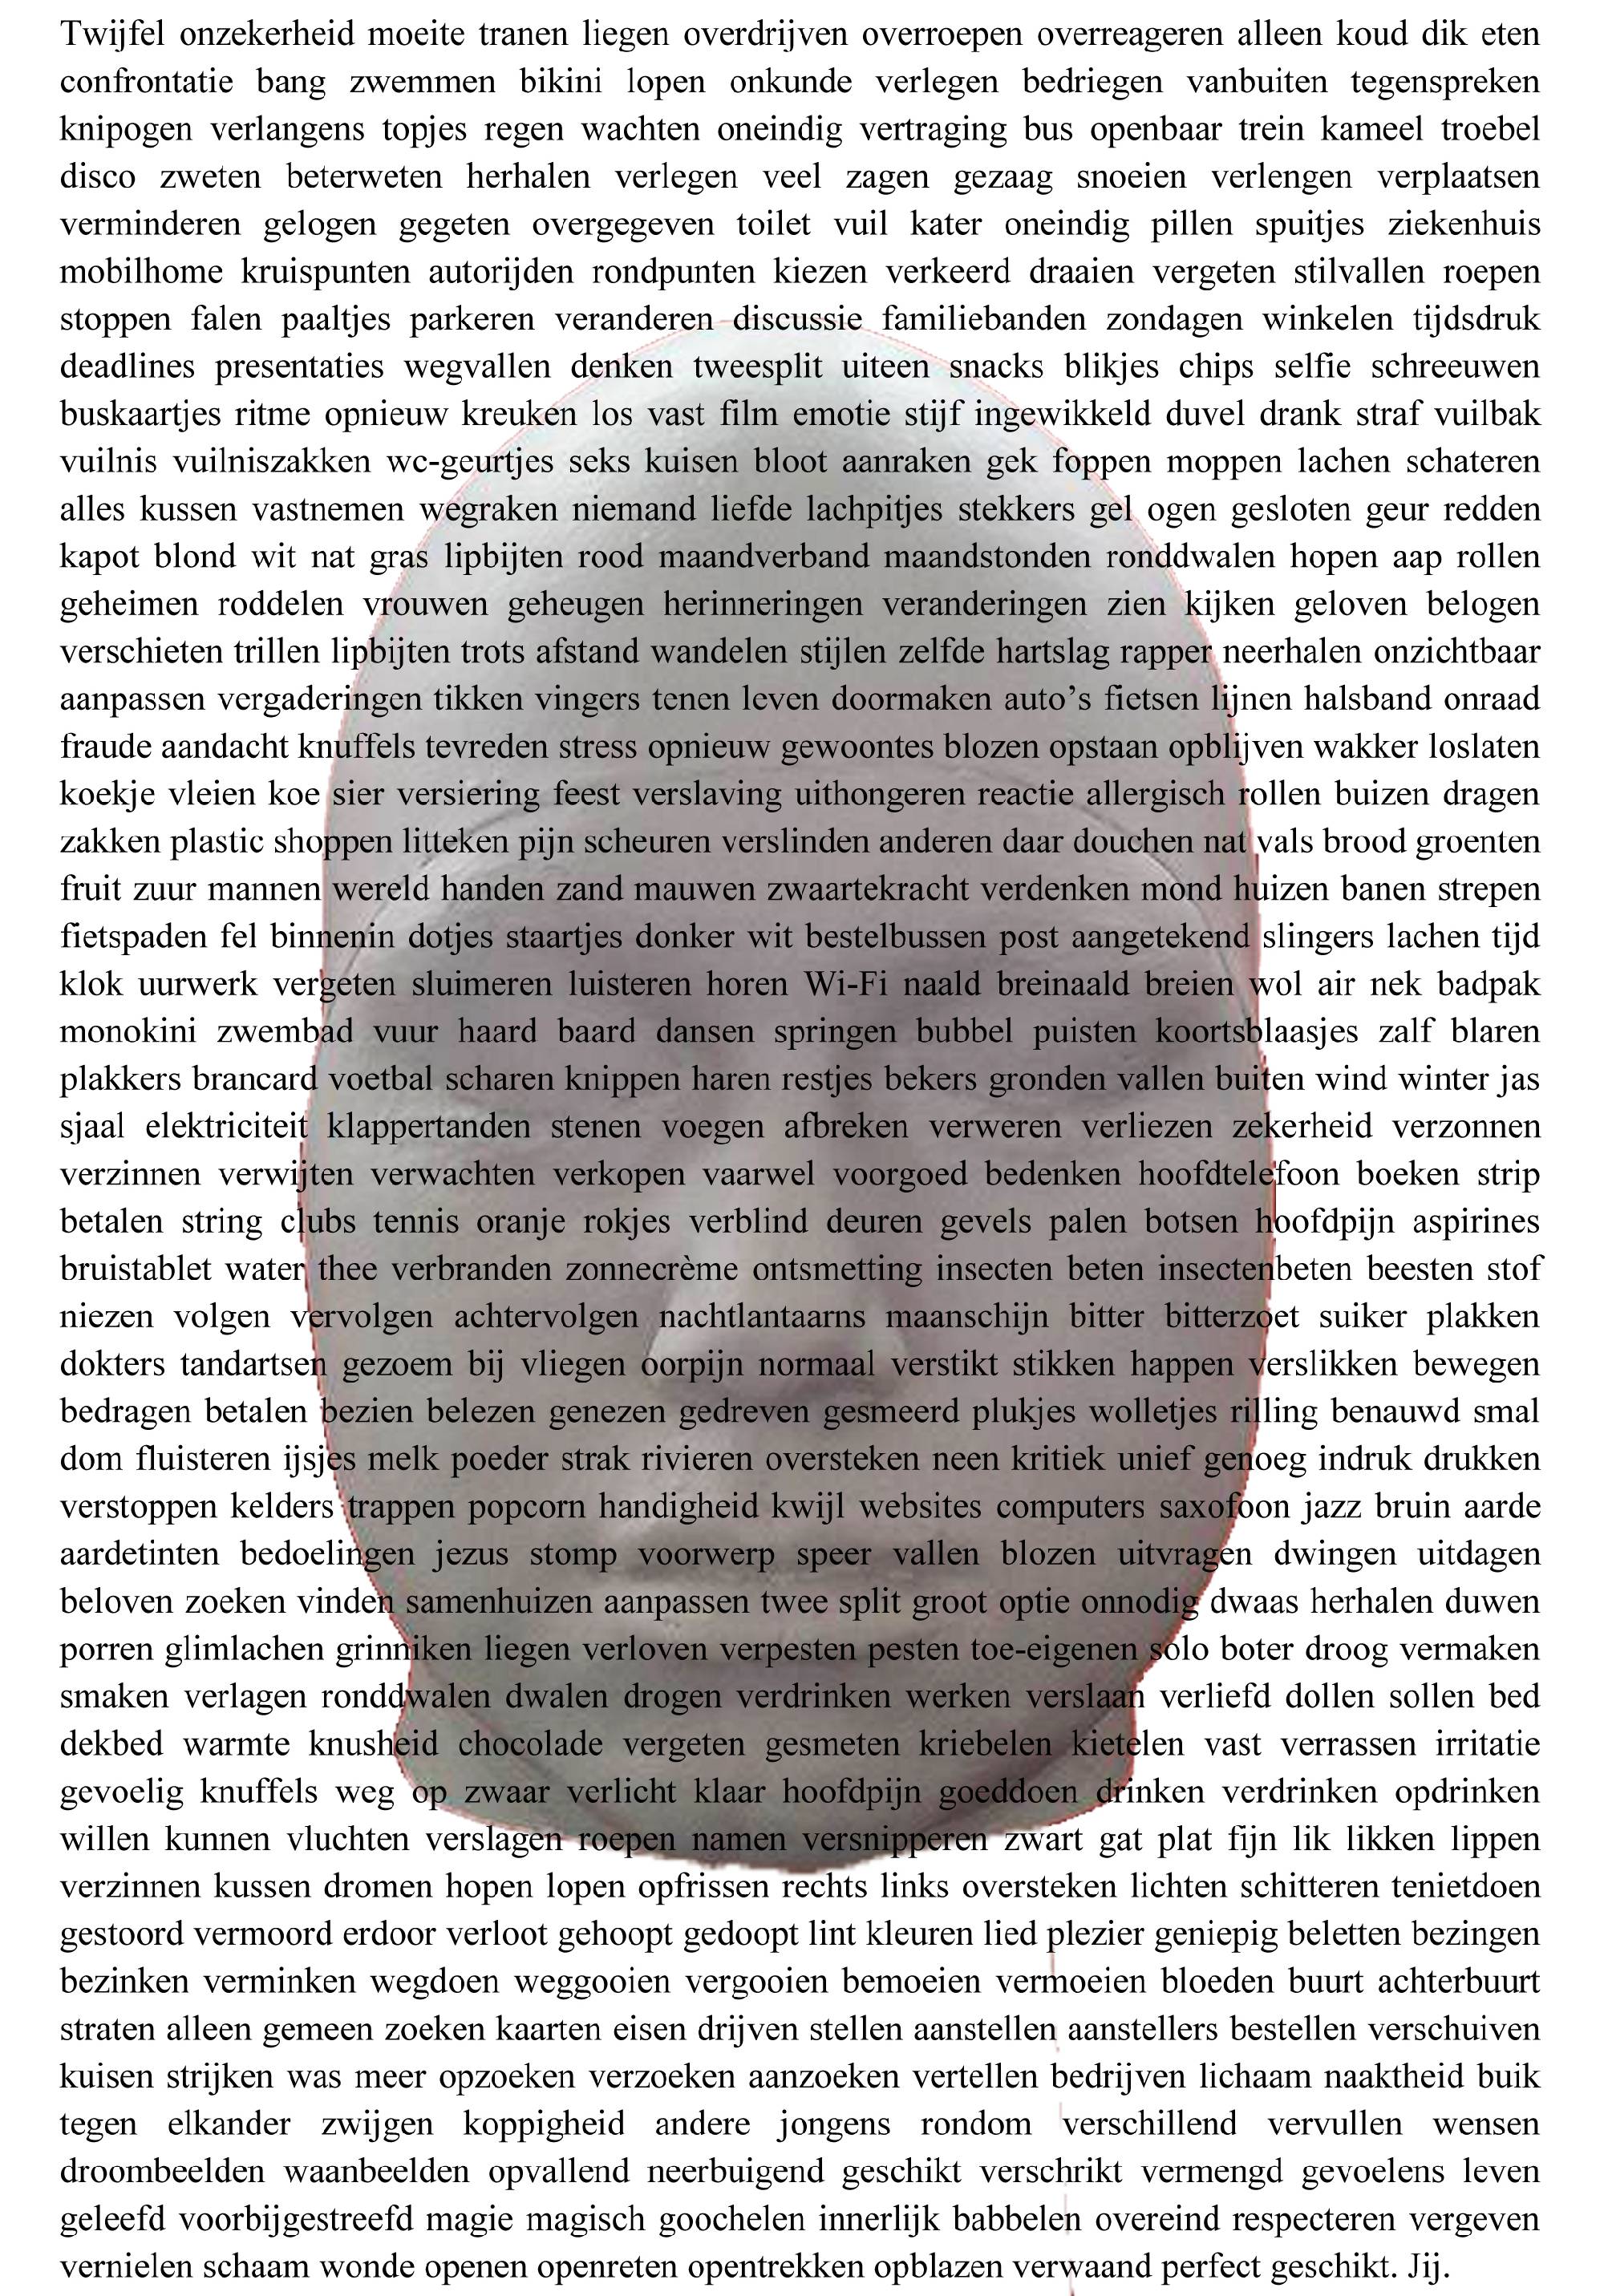 Twijfel onzekerheid moeite tranen liegen overdrijven overroepen overreageren alleen koud dik eten
confrontatie bang zwemmen bikini lopen onkunde verlegen bedriegen vanbuiten tegenspreken
knipogen verlangens topjes regen wachten oneindig vertraging bus openbaar trein kameel troebel
disco zweten beterweten herhalen verlegen veel zagen gezaag snoeien verlengen verplaatsen
verminderen gelogen gegeten overgegeven toilet vuil kater oneindig pillen spuitjes ziekenhuis
mobilhome kruispunten autorijden rondpunten kiezen verkeerd draaien vergeten stilvallen roepen
stoppen falen paaltjes parkeren veranderen discussie familiebanden zondagen winkelen tijdsdruk
deadlines presentaties wegvallen denken tweesplit uiteen snacks blikjes chips selfie schreeuwen
buskaartjes ritme opnieuw kreuken los vast film emotie stijf ingewikkeld duvel drank straf vuilbak
vuilnis vuilniszakken wc-geurtjes seks kuisen bloot aanraken gek foppen moppen lachen schateren
alles kussen vastnemen wegraken niemand liefde lachpitjes stekkers gel ogen gesloten geur redden
kapot blond wit nat gras lipbijten rood maandverband maandstonden ronddwalen hopen aap rollen
geheimen roddelen vrouwen geheugen herinneringen veranderingen zien kijken geloven belogen
verschieten trillen lipbijten trots afstand wandelen stijlen zelfde hartslag rapper neerhalen onzichtbaar
aanpassen vergaderingen tikken vingers tenen leven doormaken auto’s fietsen lijnen halsband onraad
fraude aandacht knuffels tevreden stress opnieuw gewoontes blozen opstaan opblijven wakker loslaten
koekje vleien koe sier versiering feest verslaving uithongeren reactie allergisch rollen buizen dragen
zakken plastic shoppen litteken pijn scheuren verslinden anderen daar douchen nat vals brood groenten
fruit zuur mannen wereld handen zand mauwen zwaartekracht verdenken mond huizen banen strepen
fietspaden fel binnenin dotjes staartjes donker wit bestelbussen post aangetekend slingers lachen tijd
klok uurwerk vergeten sluimeren luisteren horen Wi-Fi naald breinaald breien wol air nek badpak
monokini zwembad vuur haard baard dansen springen bubbel puisten koortsblaasjes zalf blaren
plakkers brancard voetbal scharen knippen haren restjes bekers gronden vallen buiten wind winter jas
sjaal elektriciteit klappertanden stenen voegen afbreken verweren verliezen zekerheid verzonnen
verzinnen verwijten verwachten verkopen vaarwel voorgoed bedenken hoofdtelefoon boeken strip
betalen string clubs tennis oranje rokjes verblind deuren gevels palen botsen hoofdpijn aspirines
bruistablet water thee verbranden zonnecrème ontsmetting insecten beten insectenbeten beesten stof
niezen volgen vervolgen achtervolgen nachtlantaarns maanschijn bitter bitterzoet suiker plakken
dokters tandartsen gezoem bij vliegen oorpijn normaal verstikt stikken happen verslikken bewegen
bedragen betalen bezien belezen genezen gedreven gesmeerd plukjes wolletjes rilling benauwd smal
dom fluisteren ijsjes melk poeder strak rivieren oversteken neen kritiek unief genoeg indruk drukken
verstoppen kelders trappen popcorn handigheid kwijl websites computers saxofoon jazz bruin aarde
aardetinten bedoelingen jezus stomp voorwerp speer vallen blozen uitvragen dwingen uitdagen
beloven zoeken vinden samenhuizen aanpassen twee split groot optie onnodig dwaas herhalen duwen
porren glimlachen grinniken liegen verloven verpesten pesten toe-eigenen solo boter droog vermaken
smaken verlagen ronddwalen dwalen drogen verdrinken werken verslaan verliefd dollen sollen bed
dekbed warmte knusheid chocolade vergeten gesmeten kriebelen kietelen vast verrassen irritatie
gevoelig knuffels weg op zwaar verlicht klaar hoofdpijn goeddoen drinken verdrinken opdrinken
willen kunnen vluchten verslagen roepen namen versnipperen zwart gat plat fijn lik likken lippen
verzinnen kussen dromen hopen lopen opfrissen rechts links oversteken lichten schitteren tenietdoen
gestoord vermoord erdoor verloot gehoopt gedoopt lint kleuren lied plezier geniepig beletten bezingen
bezinken verminken wegdoen weggooien vergooien bemoeien vermoeien bloeden buurt achterbuurt
straten alleen gemeen zoeken kaarten eisen drijven stellen aanstellen aanstellers bestellen verschuiven
kuisen strijken was meer opzoeken verzoeken aanzoeken vertellen bedrijven lichaam naaktheid buik
tegen elkander zwijgen koppigheid andere jongens rondom verschillend vervullen wensen
droombeelden waanbeelden opvallend neerbuigend geschikt verschrikt vermengd gevoelens leven
geleefd voorbijgestreefd magie magisch goochelen innerlijk babbelen overeind respecteren vergeven
vernielen schaam wonde openen openreten opentrekken opblazen verwaand perfect geschikt. Jij.